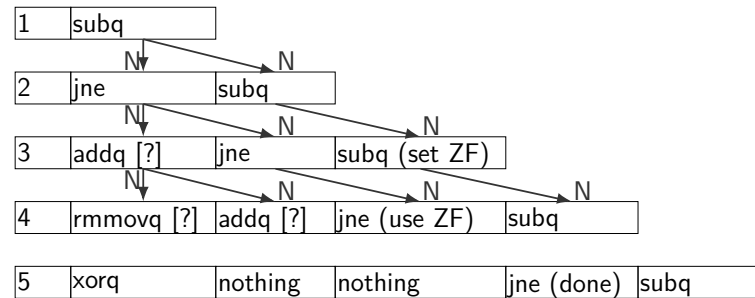 1 subq
N N
2 jne subq
N N N
3 addq [?] jne subq (set ZF)
N N N N
4 rmmovq [?] addq [?] jne (use ZF) subq
5 xorq nothing nothing jne (done) subq